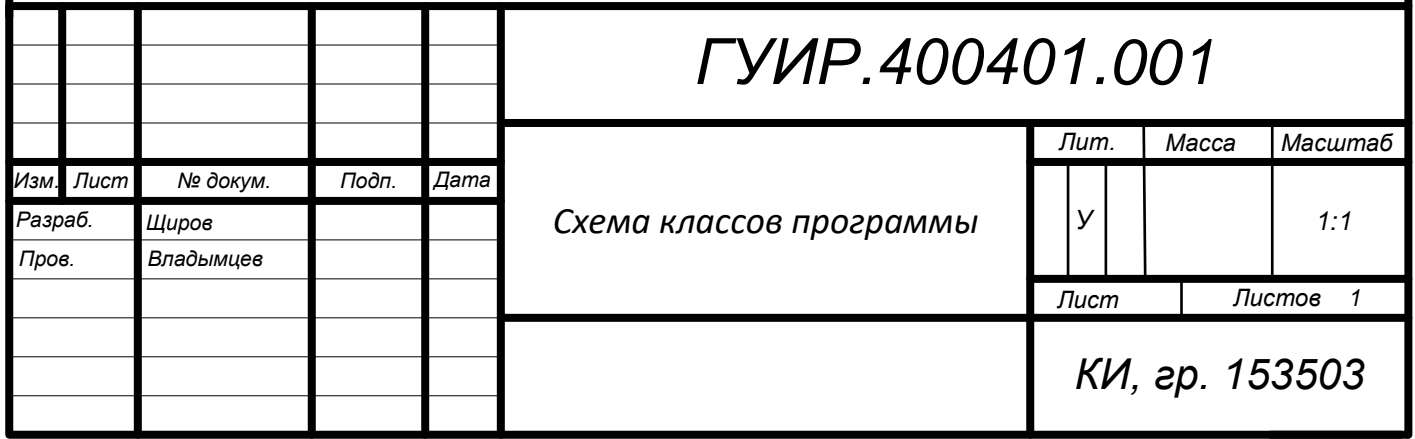 ГУИР.400401.001
Лит. Масса Масштаб
Изм. Лист № докум. Подп. Дата
Разраб. Щиров
Схема классов программы
У 1:1
Пров. Владымцев
Лист Листов 1
КИ, гр. 153503